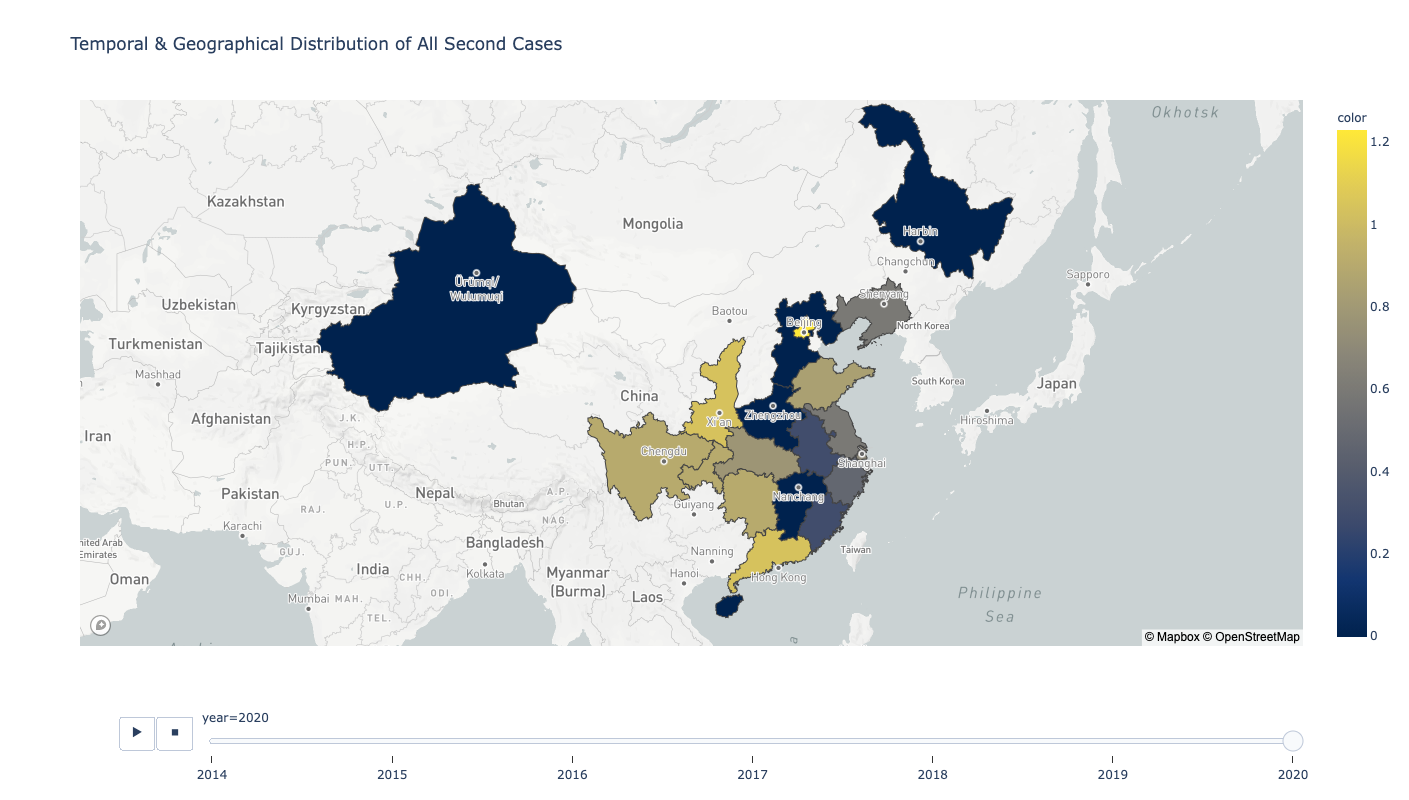 Temporal & Geographical Distribution of All Second Cases
color
1.2
1
0.8
0.6
0.4
0.2
0
Okhotsk
Kazakhstan
Mongolia
Harbin
Changchun
Sapporo
Ürümqi/
Wulumuqi
Uzbekistan
Kyrgyzstan
Baotou
Beijing
Shenyang
North Korea
Turkmenistan
Tajikistan
Mashhad
South Korea
Japan
China
Afghanistan
J.K.
Xi'an
Zhengzhou
Hiroshima
Iran
H.P.
Chengdu
PUN.
UTT.
Shanghai
Pakistan
Nepal
A.P.
Nanchang
RAJ.
U.P.
Bhutan
Guiyang
NAG.
Karachi
Bangladesh
Taiwan
nited Arab
Emirates
GUJ.
Nanning
Oman
India
CHH.
Kolkata
Myanmar
(Burma)
Hanoi
Hong Kong
Mumbai
MAH.
ODI.
Laos
Philippine
Sea
TEL.
© Mapbox © OpenStreetMap
year=2020
2014
2015
2016
2017
2018
2019
2020